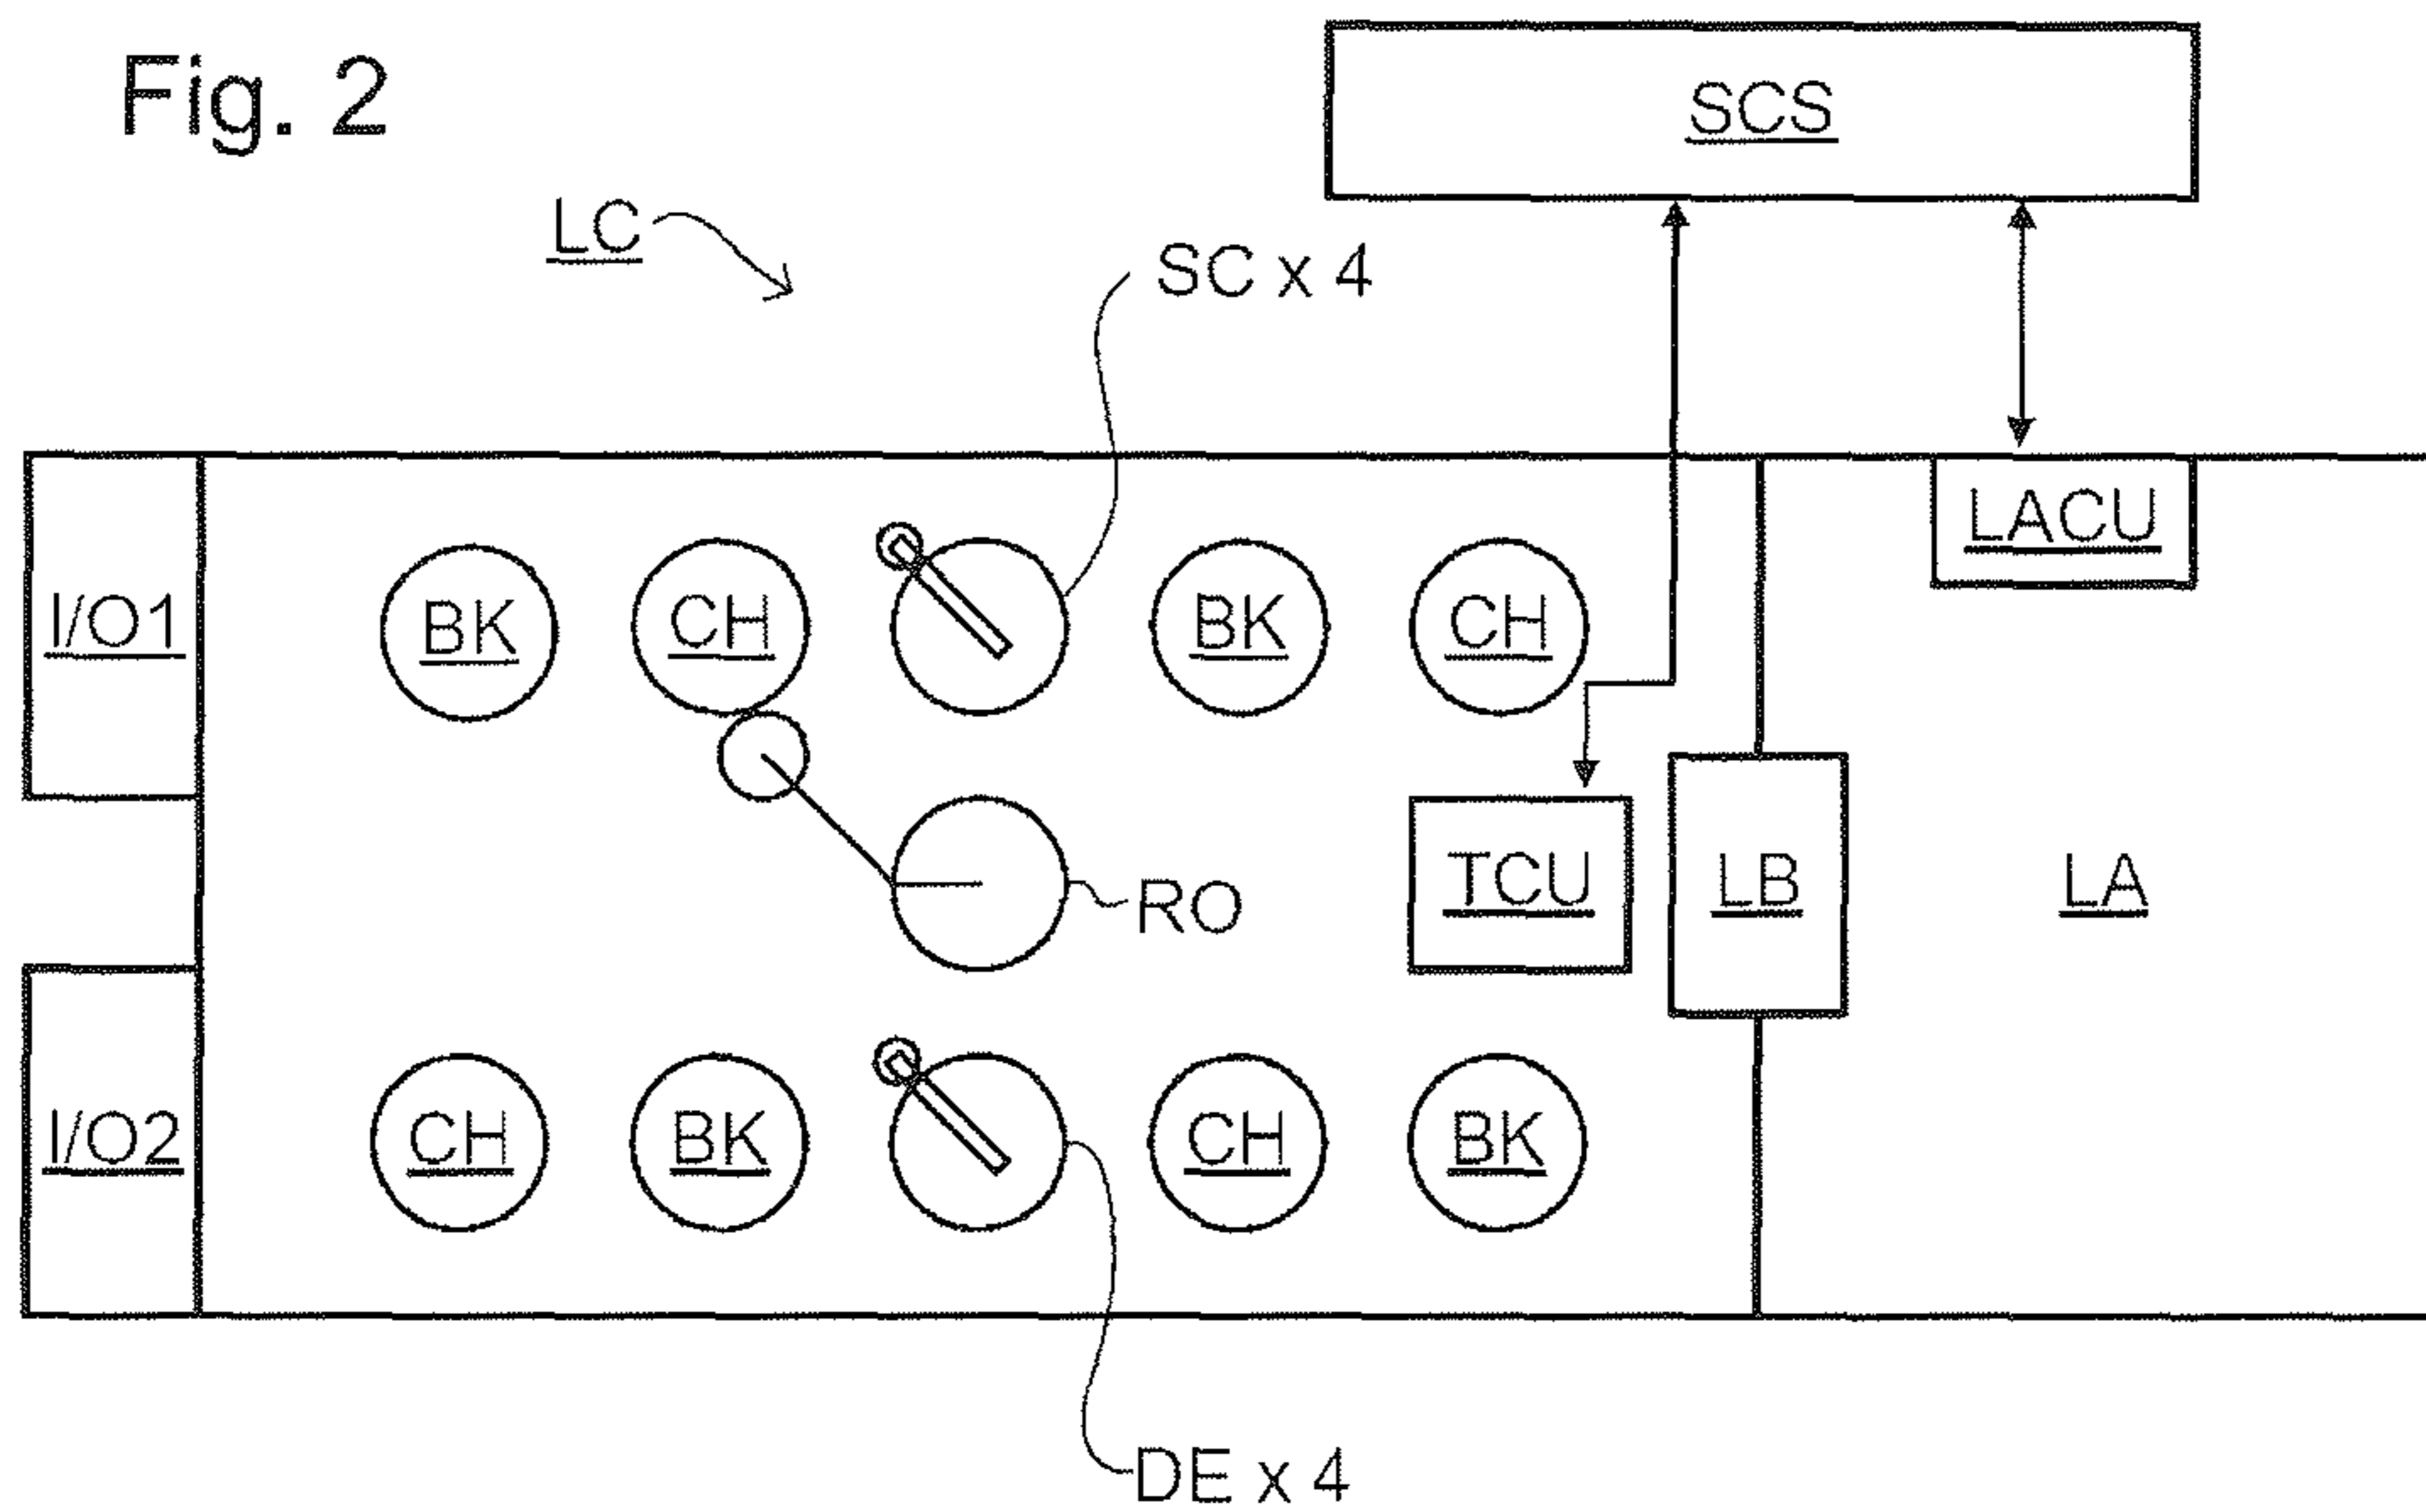 Fig. 2
SCS
LC
SC x 4
LACU
I/O1
BK
CH
BK
CH
TCU
LB
LA
RO
I/O2
CH
BK
CH
BK
DE x 4